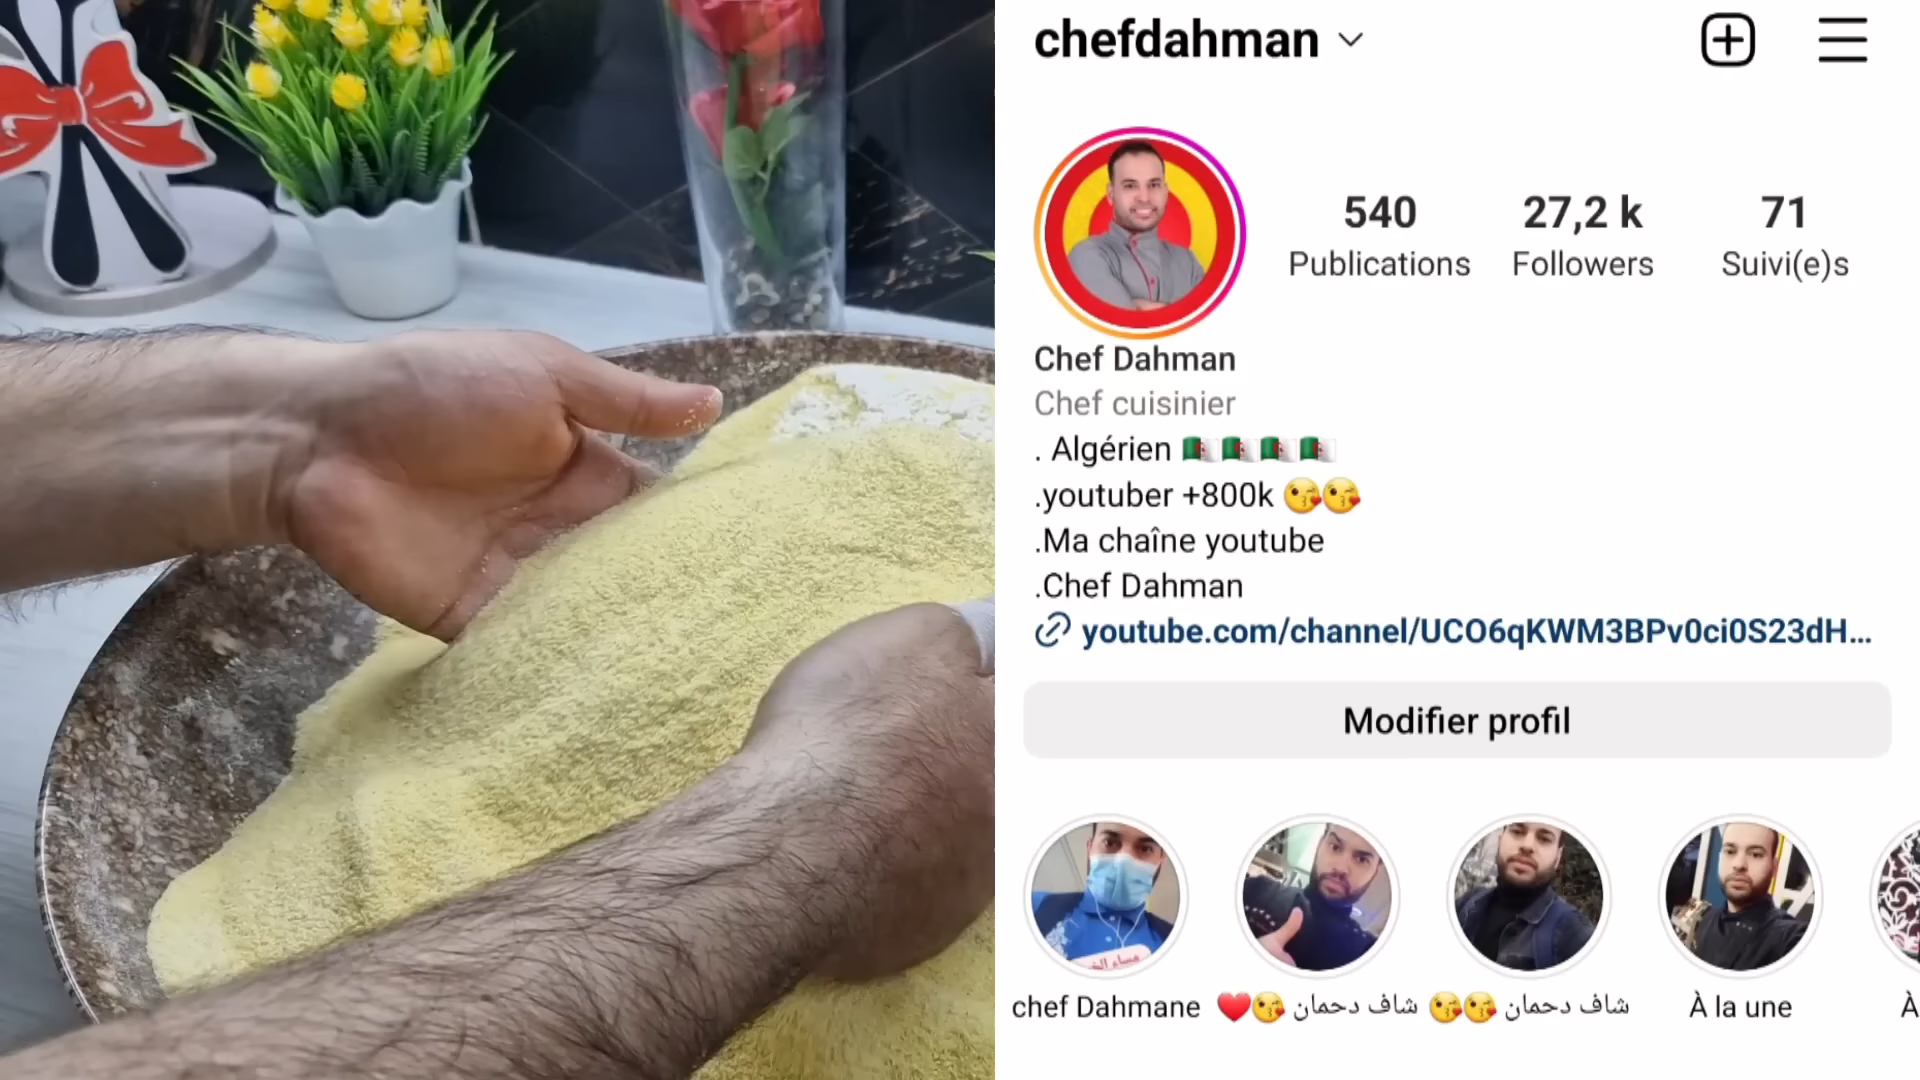 chefdahman
540
Publications
27,2 k
Followers
71
Suivi(e)s
Chef Dahman
Chef cuisinier
. Algérien 🇩🇿🇩🇿🇩🇿🇩🇿
.youtuber +800k 😘😘
.Ma chaîne youtube
.Chef Dahman
youtube.com/channel/UCO6qKWM3BPv0ci0S23dH...
Modifier profil
chef Dahmane
شاف دحمان 😘❤️
شاف دحمان 😘😘
À la une
À